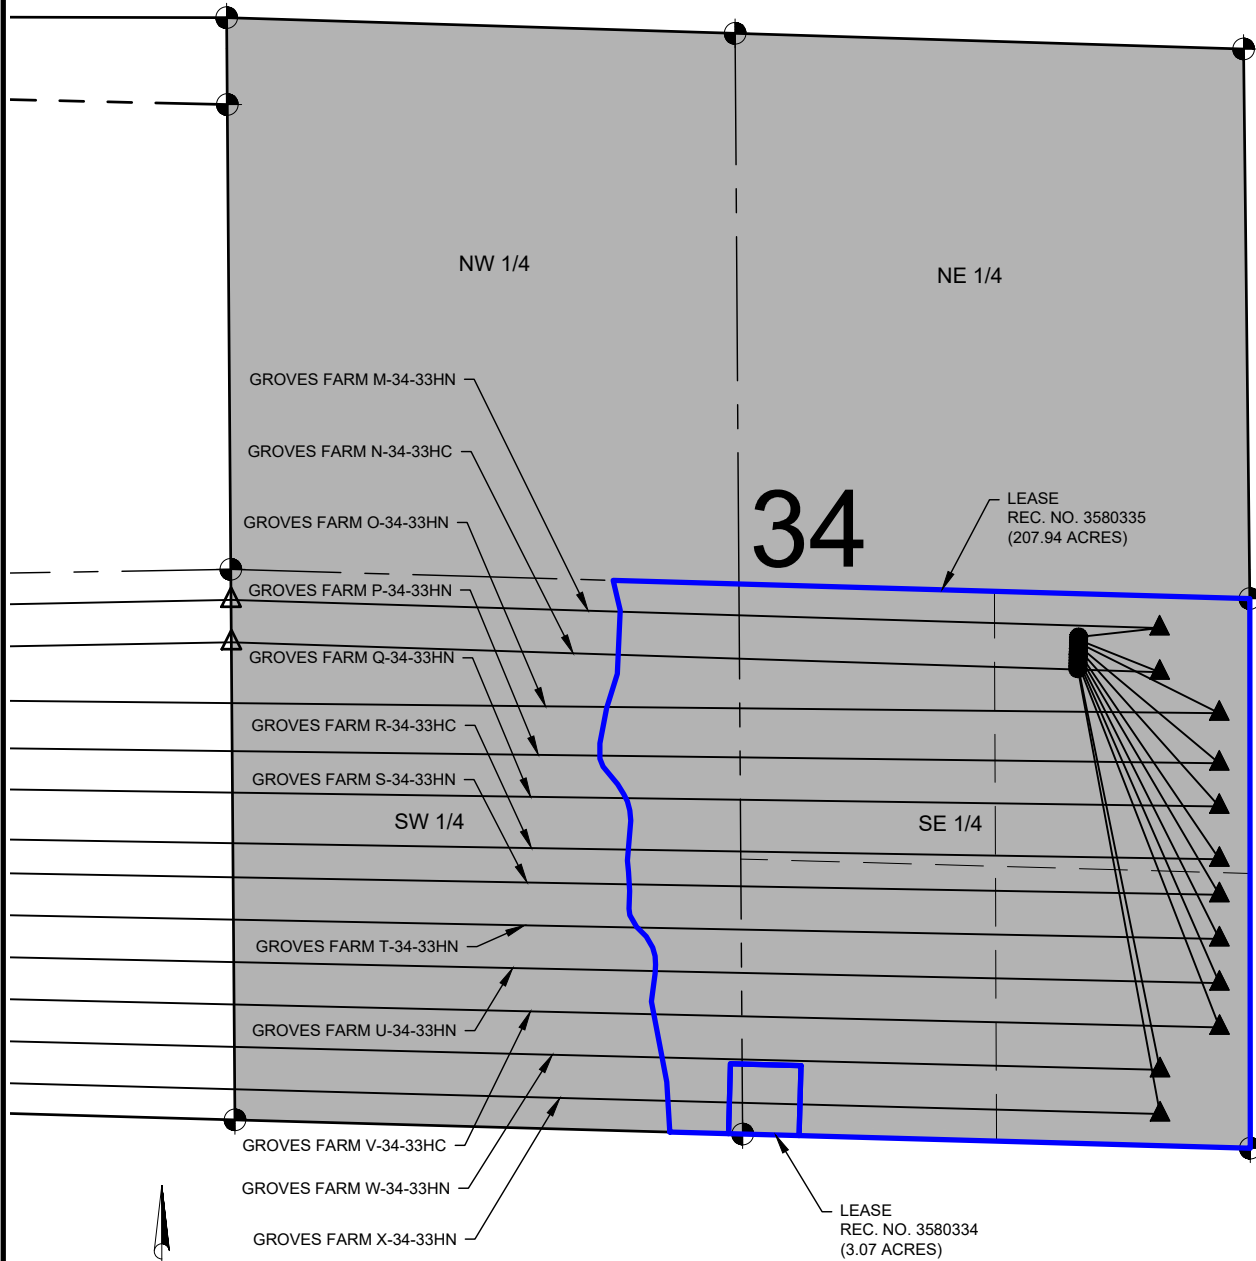 NW 1/4
NE 1/4
GROVES FARM M-34-33HN
GROVES FARM N-34-33HC
GROVES FARM O-34-33HN
34
LEASE
REC. NO. 3580335
(207.94 ACRES)
GROVES FARM P-34-33HN
GROVES FARM Q-34-33HN
GROVES FARM R-34-33HC
GROVES FARM S-34-33HN
SW 1/4
SE 1/4
GROVES FARM T-34-33HN
GROVES FARM U-34-33HN
GROVES FARM V-34-33HC
GROVES FARM W-34-33HN
GROVES FARM X-34-33HN
LEASE
REC. NO. 3580334
(3.07 ACRES)